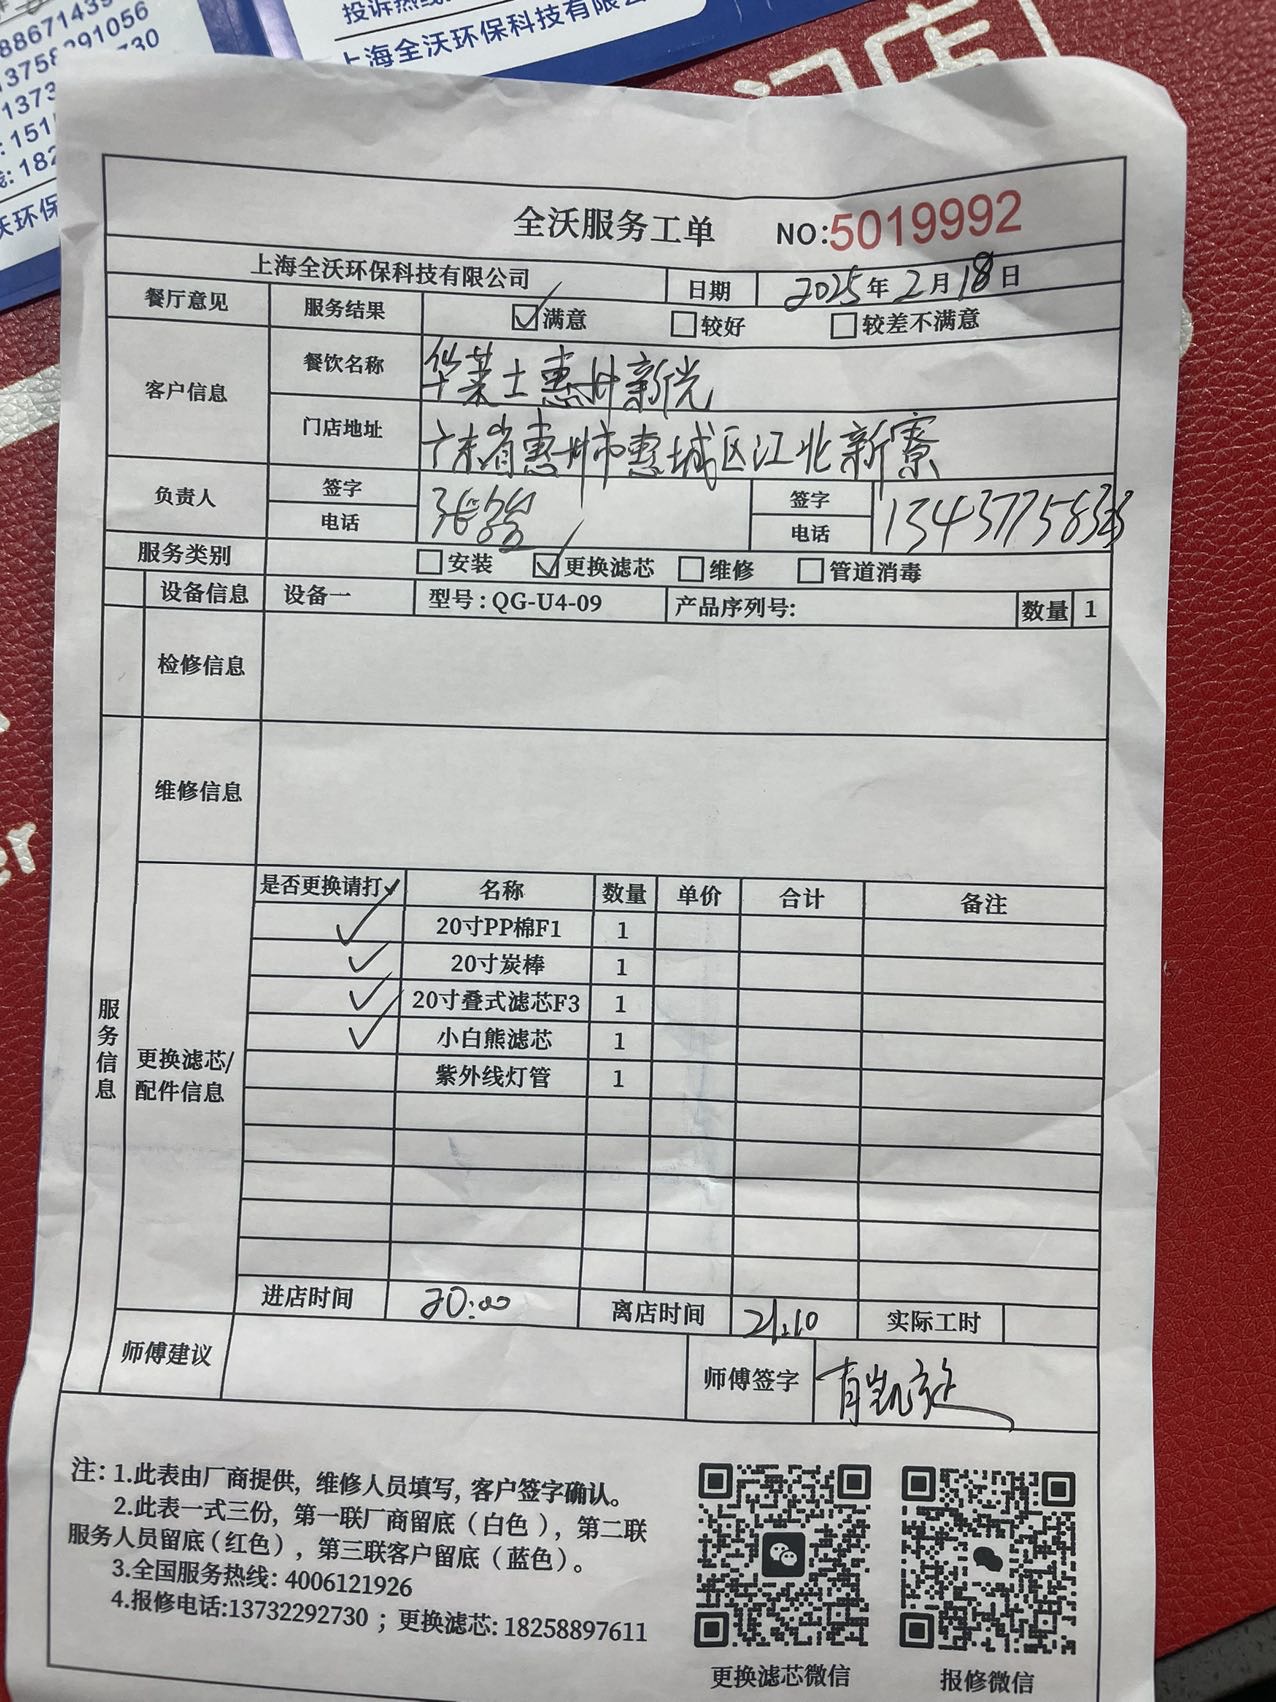 投诉热线
上海全沃环保科技有限公
门店
全沃服务工单 NO:5019992
上海全沃环保科技有限公司 日期 2025年2月18日
餐厅意见 服务结果 ☑满意 □较好 □较差不满意
客户信息 餐饮名称 华莱士惠州新光
门店地址 广东省惠州市惠城区江北新寮
负责人 签字 签字
电话 电话
服务类别 □安装 ☑更换滤芯 □维修 □管道消毒
设备信息 设备一 型号:QG-U4-09 产品序列号: 数量 1
检修信息
维修信息
服务信息
更换滤芯/
配件信息
是否更换请打✓ 名称 数量 单价 合计 备注
✓ 20寸PP棉F1 1
✓ 20寸炭棒 1
✓ 20寸叠式滤芯F3 1
✓ 小白熊滤芯 1
紫外线灯管 1
进店时间 20:00 离店时间 21:10 实际工时
师傅建议 师傅签字
注: 1.此表由厂商提供, 维修人员填写, 客户签字确认。
2.此表一式三份, 第一联厂商留底(白色), 第二联
服务人员留底(红色), 第三联客户留底(蓝色)。
3.全国服务热线: 4006121926
4.报修电话:13732292730 ; 更换滤芯: 18258897611
更换滤芯微信 报修微信